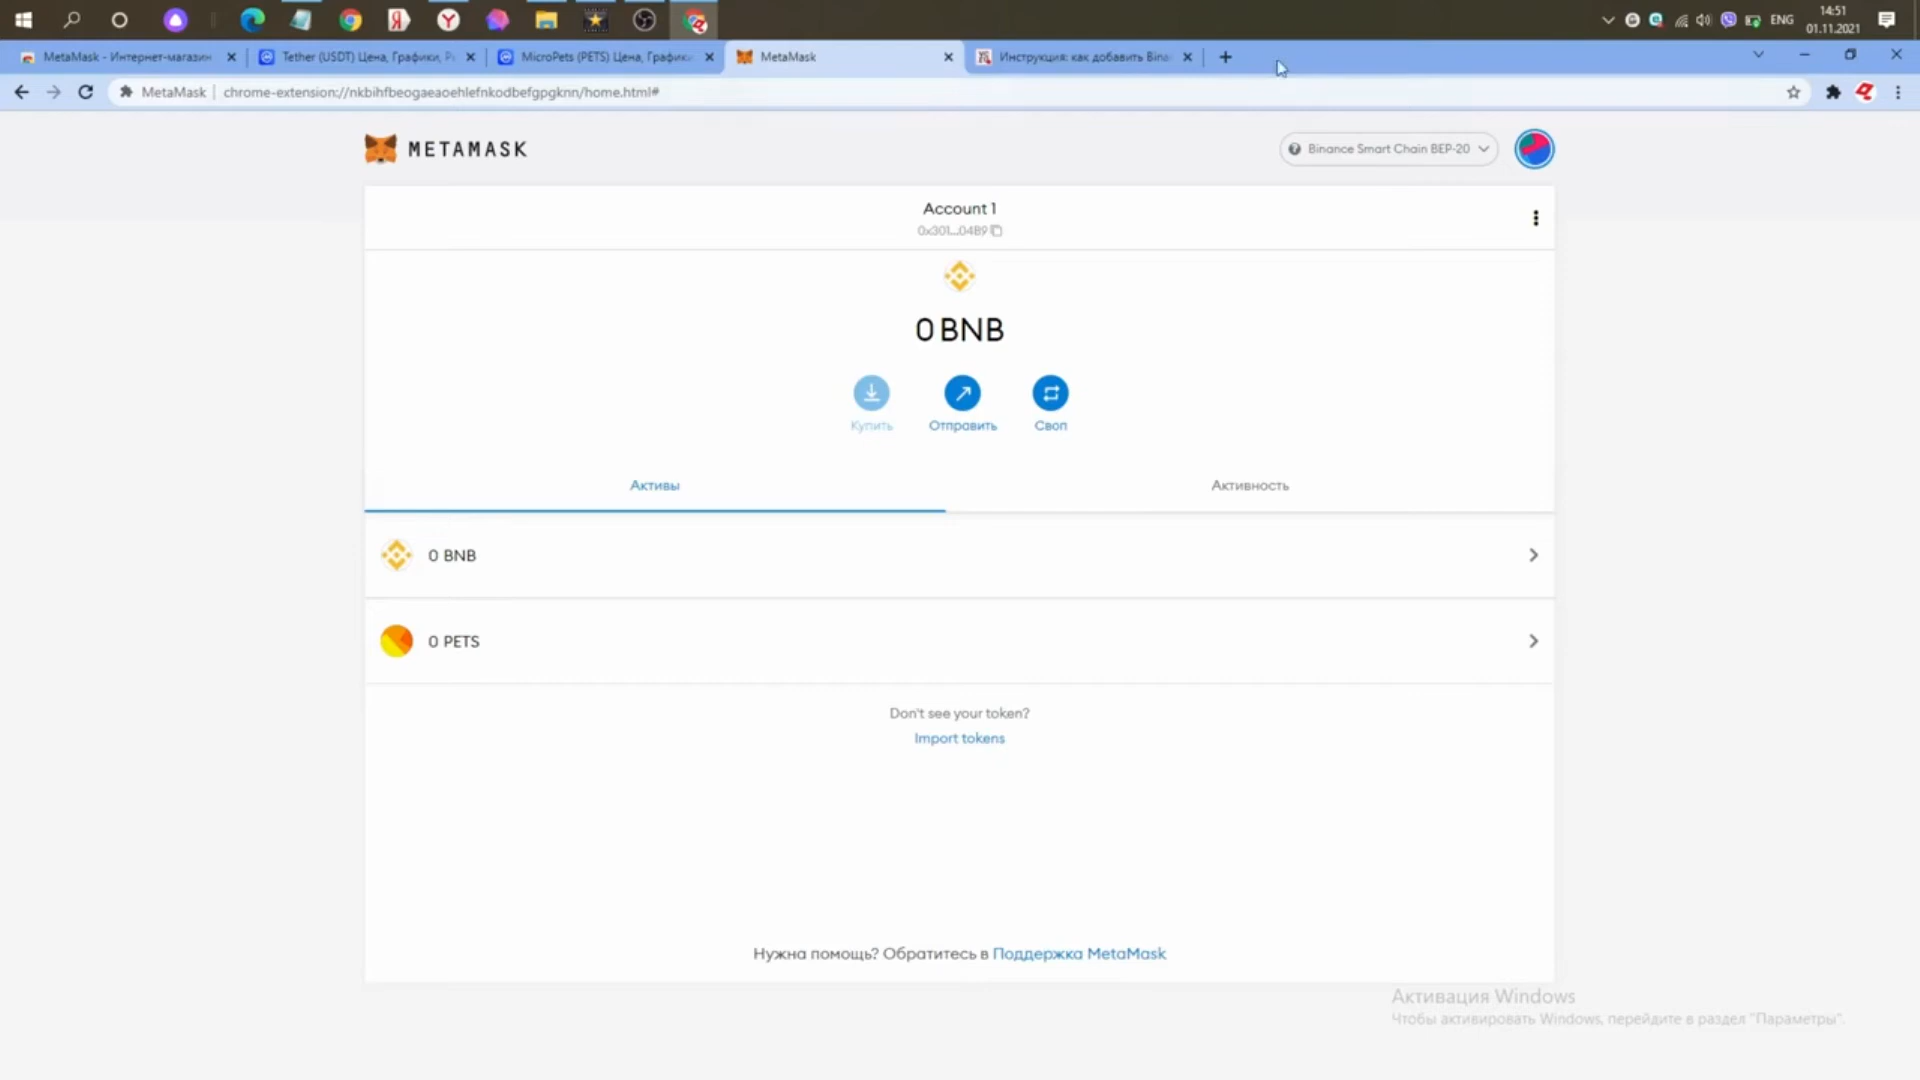 14:51
ENG
01.11.2021
MetaMask - Интернет-магазин
Tether (USDT) Цена, Графики, Р
MicroPets (PETS) Цена, Графики
MetaMask
Инструкция: как добавить Bina
MetaMask
chrome-extension://nkbihfbeogaeaoehlefnkodbefgpgknn/home.html#
METAMASK
Binance Smart Chain BEP-20
Account 1
0x301...04B9
0 BNB
Купить
Отправить
Своп
Активы
Активность
0 BNB
0 PETS
Don't see your token?
Import tokens
Нужна помощь? Обратитесь в Поддержка MetaMask
Активация Windows
Чтобы активировать Windows, перейдите в раздел "Параметры".